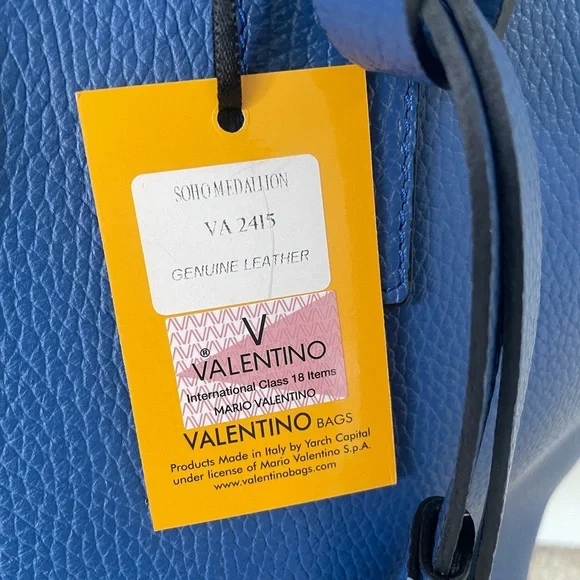 SOHO MEDALLION
VA 2415
GENUINE LEATHER
V
® VALENTINO
International Class 18 Items
MARIO VALENTINO
VALENTINO BAGS
Products Made in Italy by Yarch Capital
under license of Mario Valentino S.p.A.
www.valentinobags.com